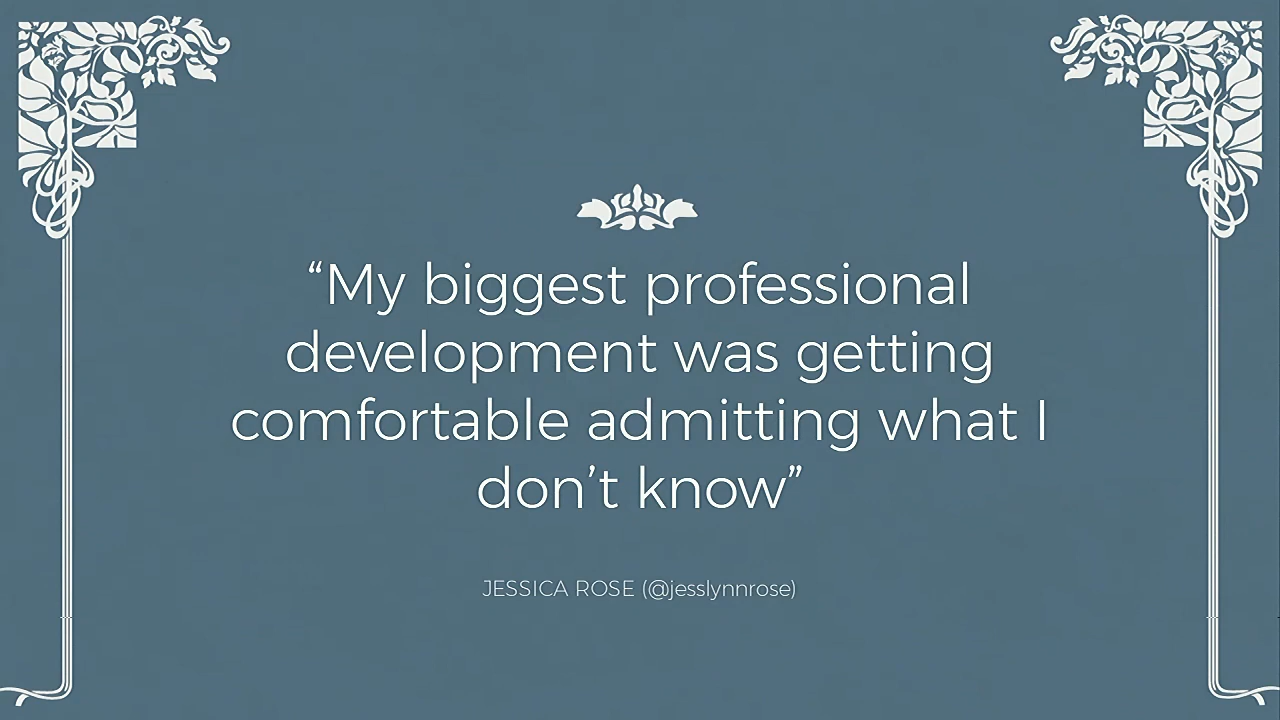 “My biggest professional
development was getting
comfortable admitting what I
don’t know”
JESSICA ROSE (@jesslynnrose)